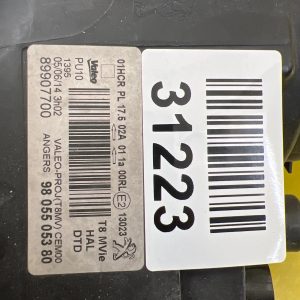 Valeo
PU10
1395
05/06/14 3h02
89907700
01HCR PL 17.5 02A 01 1a 00RL E2 13023
VALEO-PROJ(T8MV) CEM00
ANGERS 98 055 053 80
T8 MVie
HAL
DTD
31223